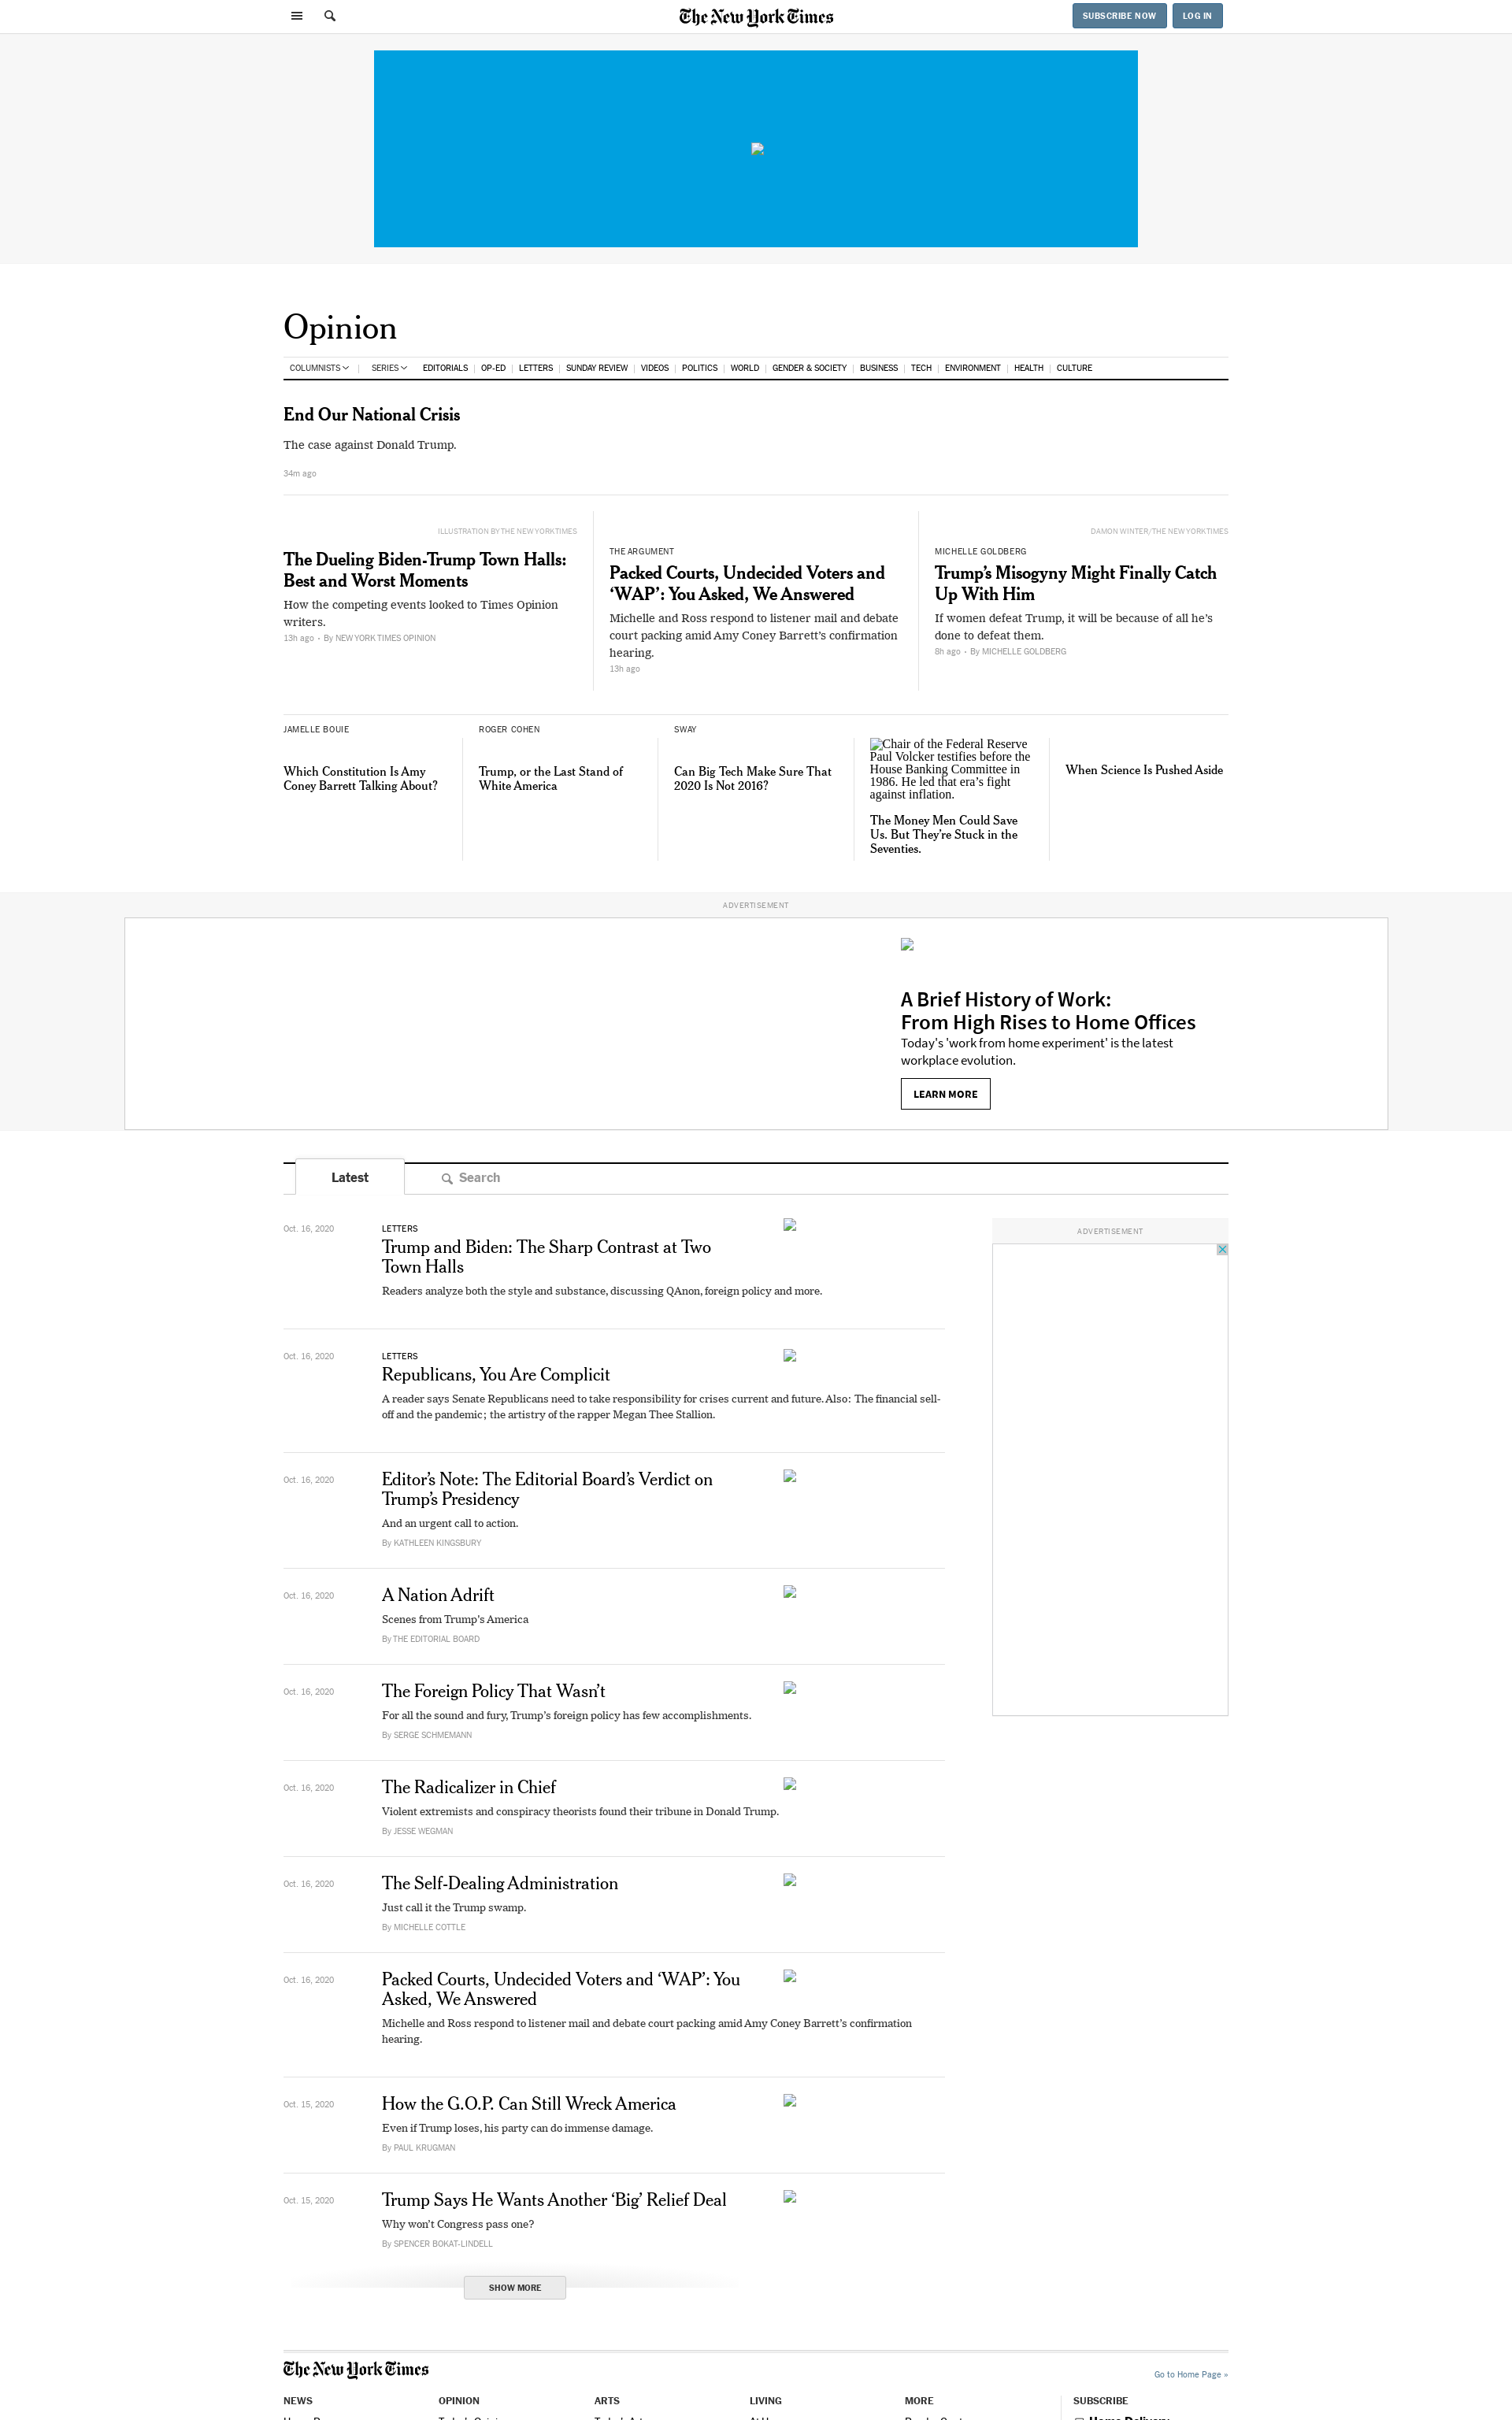 The New York Times
SUBSCRIBE NOW
LOG IN
Opinion
COLUMNISTS
SERIES
EDITORIALS
OP-ED
LETTERS
SUNDAY REVIEW
VIDEOS
POLITICS
WORLD
GENDER & SOCIETY
BUSINESS
TECH
ENVIRONMENT
HEALTH
CULTURE
End Our National Crisis
The case against Donald Trump.
34m ago
ILLUSTRATION BY THE NEW YORK TIMES
The Dueling Biden-Trump Town Halls:
Best and Worst Moments
How the competing events looked to Times Opinion
writers.
13h ago • By NEW YORK TIMES OPINION
THE ARGUMENT
Packed Courts, Undecided Voters and
‘WAP’: You Asked, We Answered
Michelle and Ross respond to listener mail and debate
court packing amid Amy Coney Barrett’s confirmation
hearing.
13h ago
DAMON WINTER/THE NEW YORK TIMES
MICHELLE GOLDBERG
Trump’s Misogyny Might Finally Catch
Up With Him
If women defeat Trump, it will be because of all he’s
done to defeat them.
8h ago • By MICHELLE GOLDBERG
JAMELLE BOUIE
Which Constitution Is Amy
Coney Barrett Talking About?
ROGER COHEN
Trump, or the Last Stand of
White America
SWAY
Can Big Tech Make Sure That
2020 Is Not 2016?
Chair of the Federal Reserve
Paul Volcker testifies before the
House Banking Committee in
1986. He led that era’s fight
against inflation.
The Money Men Could Save
Us. But They’re Stuck in the
Seventies.
When Science Is Pushed Aside
ADVERTISEMENT
A Brief History of Work:
From High Rises to Home Offices
Today's 'work from home experiment' is the latest
workplace evolution.
LEARN MORE
Latest
Search
ADVERTISEMENT
Oct. 16, 2020
LETTERS
Trump and Biden: The Sharp Contrast at Two
Town Halls
Readers analyze both the style and substance, discussing QAnon, foreign policy and more.
Oct. 16, 2020
LETTERS
Republicans, You Are Complicit
A reader says Senate Republicans need to take responsibility for crises current and future. Also: The financial sell-
off and the pandemic; the artistry of the rapper Megan Thee Stallion.
Oct. 16, 2020
Editor’s Note: The Editorial Board’s Verdict on
Trump’s Presidency
And an urgent call to action.
By KATHLEEN KINGSBURY
Oct. 16, 2020
A Nation Adrift
Scenes from Trump’s America
By THE EDITORIAL BOARD
Oct. 16, 2020
The Foreign Policy That Wasn’t
For all the sound and fury, Trump’s foreign policy has few accomplishments.
By SERGE SCHMEMANN
Oct. 16, 2020
The Radicalizer in Chief
Violent extremists and conspiracy theorists found their tribune in Donald Trump.
By JESSE WEGMAN
Oct. 16, 2020
The Self-Dealing Administration
Just call it the Trump swamp.
By MICHELLE COTTLE
Oct. 16, 2020
Packed Courts, Undecided Voters and ‘WAP’: You
Asked, We Answered
Michelle and Ross respond to listener mail and debate court packing amid Amy Coney Barrett’s confirmation
hearing.
Oct. 15, 2020
How the G.O.P. Can Still Wreck America
Even if Trump loses, his party can do immense damage.
By PAUL KRUGMAN
Oct. 15, 2020
Trump Says He Wants Another ‘Big’ Relief Deal
Why won’t Congress pass one?
By SPENCER BOKAT-LINDELL
SHOW MORE
The New York Times
Go to Home Page »
NEWS
OPINION
ARTS
LIVING
MORE
SUBSCRIBE